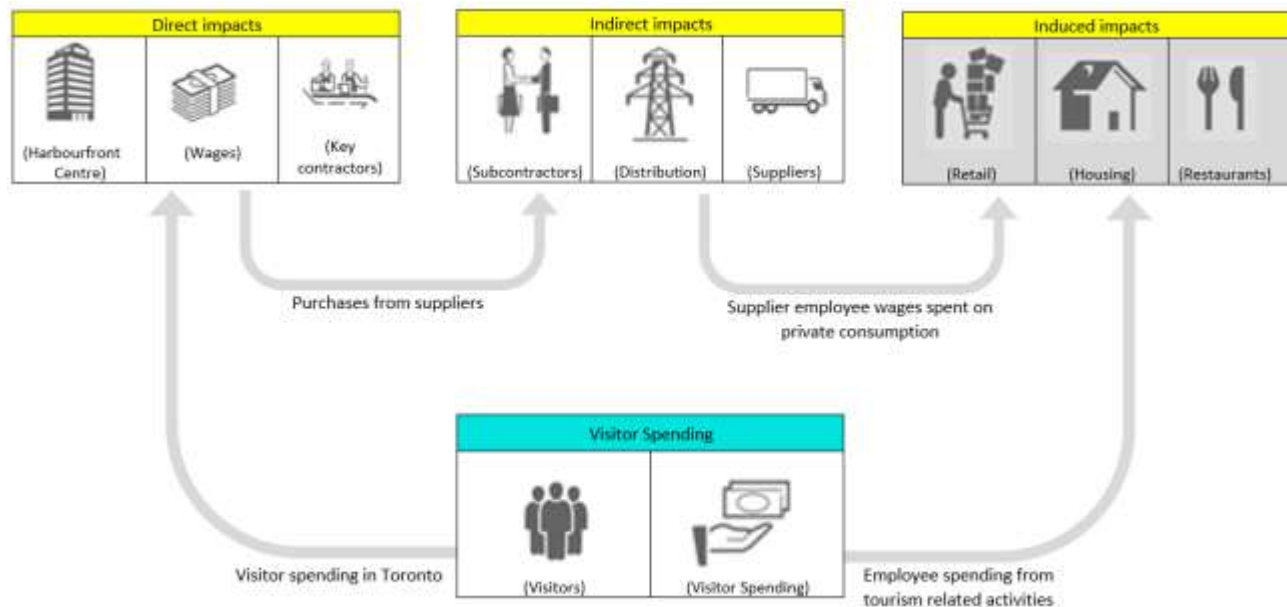 Direct impacts
(Harbourfront
Centre)
(Wages)
(Key
contractors)
Indirect impacts
(Subcontractors)
(Distribution)
(Suppliers)
Induced impacts
(Retail)
(Housing)
(Restaurants)
Purchases from suppliers
Supplier employee wages spent on
private consumption
Visitor Spending
(Visitors)
(Visitor Spending)
Visitor spending in Toronto
Employee spending from
tourism related activities